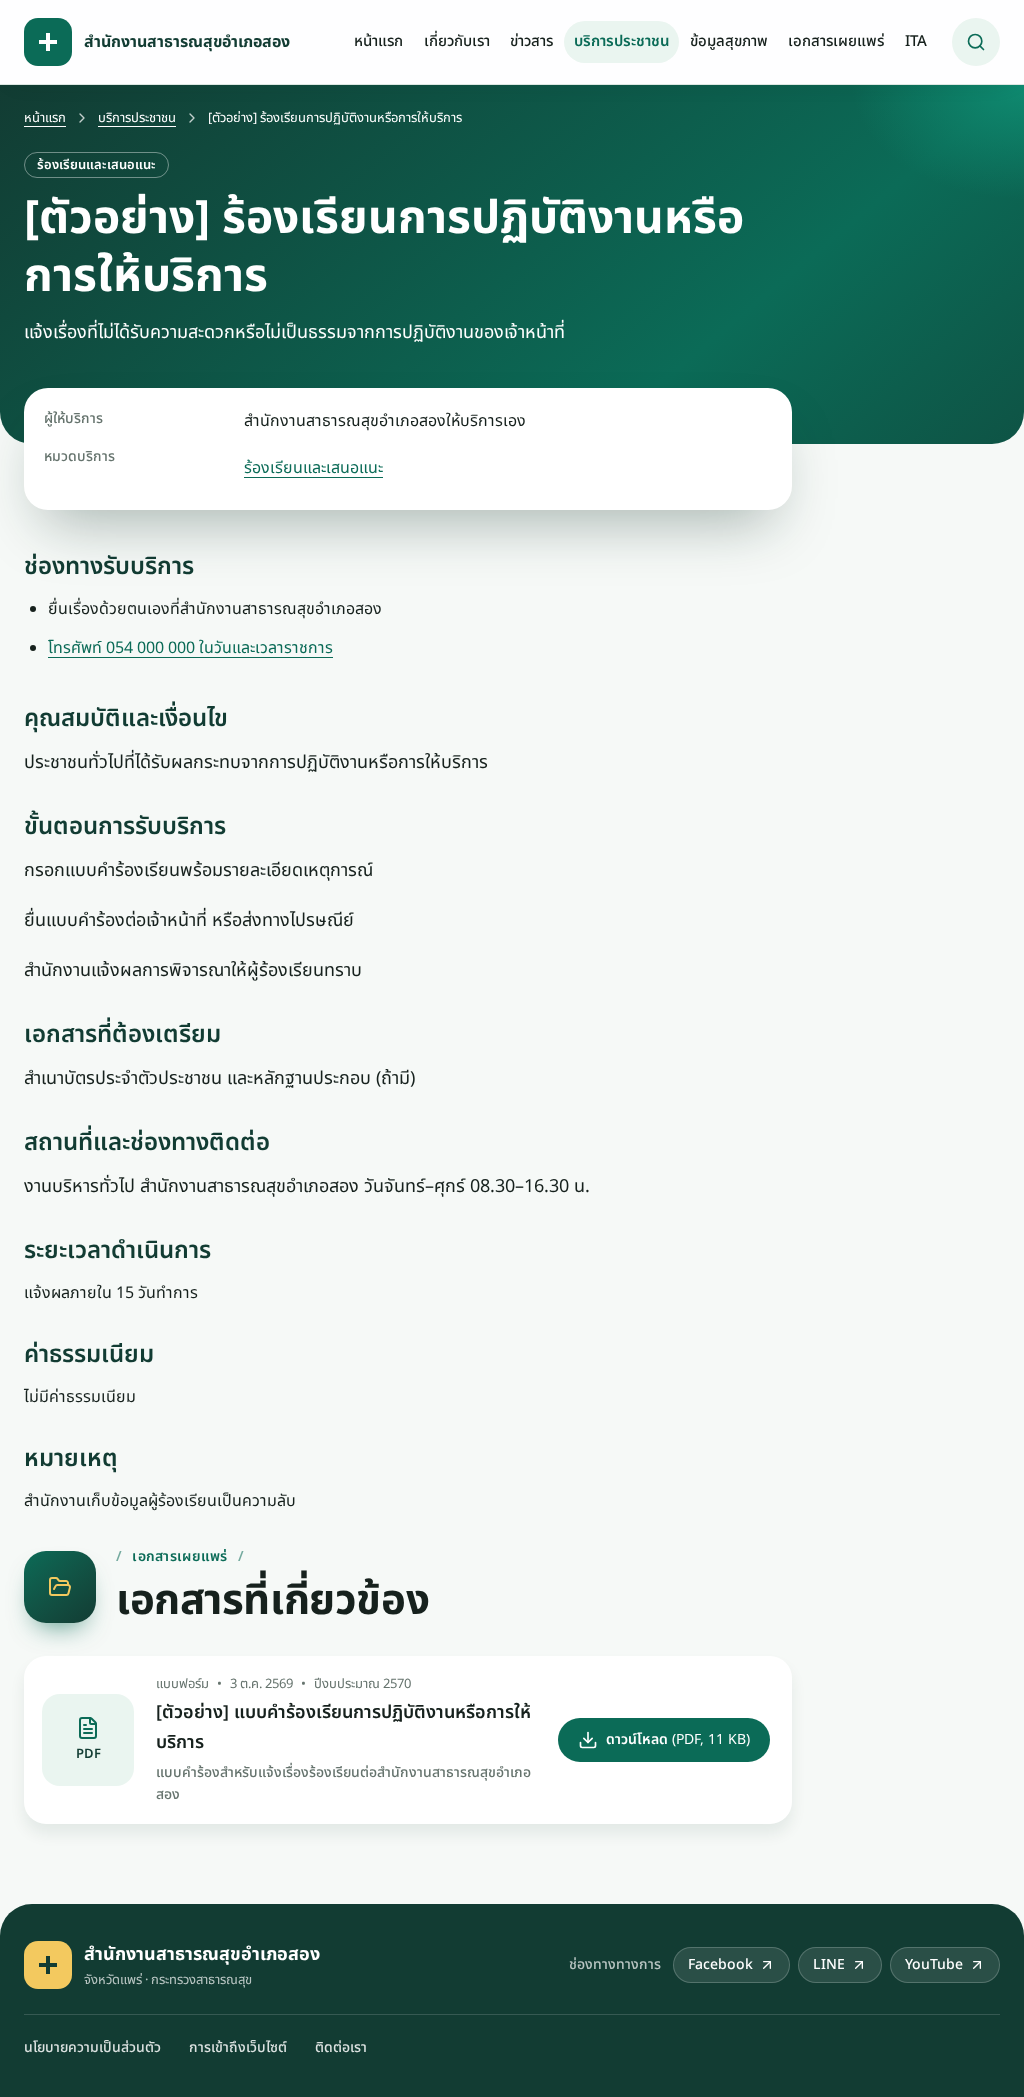 สำนักงานสาธารณสุขอำเภอสอง
หน้าแรก เกี่ยวกับเรา ข่าวสาร บริการประชาชน ข้อมูลสุขภาพ เอกสารเผยแพร่ ITA
หน้าแรก > บริการประชาชน > [ตัวอย่าง] ร้องเรียนการปฏิบัติงานหรือการให้บริการ
ร้องเรียนและเสนอแนะ
[ตัวอย่าง] ร้องเรียนการปฏิบัติงานหรือ
การให้บริการ
แจ้งเรื่องที่ไม่ได้รับความสะดวกหรือไม่เป็นธรรมจากการปฏิบัติงานของเจ้าหน้าที่
ผู้ให้บริการ สำนักงานสาธารณสุขอำเภอสองให้บริการเอง
หมวดบริการ ร้องเรียนและเสนอแนะ
ช่องทางรับบริการ
• ยื่นเรื่องด้วยตนเองที่สำนักงานสาธารณสุขอำเภอสอง
• โทรศัพท์ 054 000 000 ในวันและเวลาราชการ
คุณสมบัติและเงื่อนไข
ประชาชนทั่วไปที่ได้รับผลกระทบจากการปฏิบัติงานหรือการให้บริการ
ขั้นตอนการรับบริการ
กรอกแบบคำร้องเรียนพร้อมรายละเอียดเหตุการณ์
ยื่นแบบคำร้องต่อเจ้าหน้าที่ หรือส่งทางไปรษณีย์
สำนักงานแจ้งผลการพิจารณาให้ผู้ร้องเรียนทราบ
เอกสารที่ต้องเตรียม
สำเนาบัตรประจำตัวประชาชน และหลักฐานประกอบ (ถ้ามี)
สถานที่และช่องทางติดต่อ
งานบริหารทั่วไป สำนักงานสาธารณสุขอำเภอสอง วันจันทร์–ศุกร์ 08.30–16.30 น.
ระยะเวลาดำเนินการ
แจ้งผลภายใน 15 วันทำการ
ค่าธรรมเนียม
ไม่มีค่าธรรมเนียม
หมายเหตุ
สำนักงานเก็บข้อมูลผู้ร้องเรียนเป็นความลับ
/ เอกสารเผยแพร่ /
เอกสารที่เกี่ยวข้อง
แบบฟอร์ม • 3 ต.ค. 2569 • ปีงบประมาณ 2570
[ตัวอย่าง] แบบคำร้องเรียนการปฏิบัติงานหรือการให้
บริการ
PDF
แบบคำร้องสำหรับแจ้งเรื่องร้องเรียนต่อสำนักงานสาธารณสุขอำเภอ
สอง
ดาวน์โหลด (PDF, 11 KB)
สำนักงานสาธารณสุขอำเภอสอง
จังหวัดแพร่ · กระทรวงสาธารณสุข
ช่องทางทางการ Facebook LINE YouTube
นโยบายความเป็นส่วนตัว การเข้าถึงเว็บไซต์ ติดต่อเรา